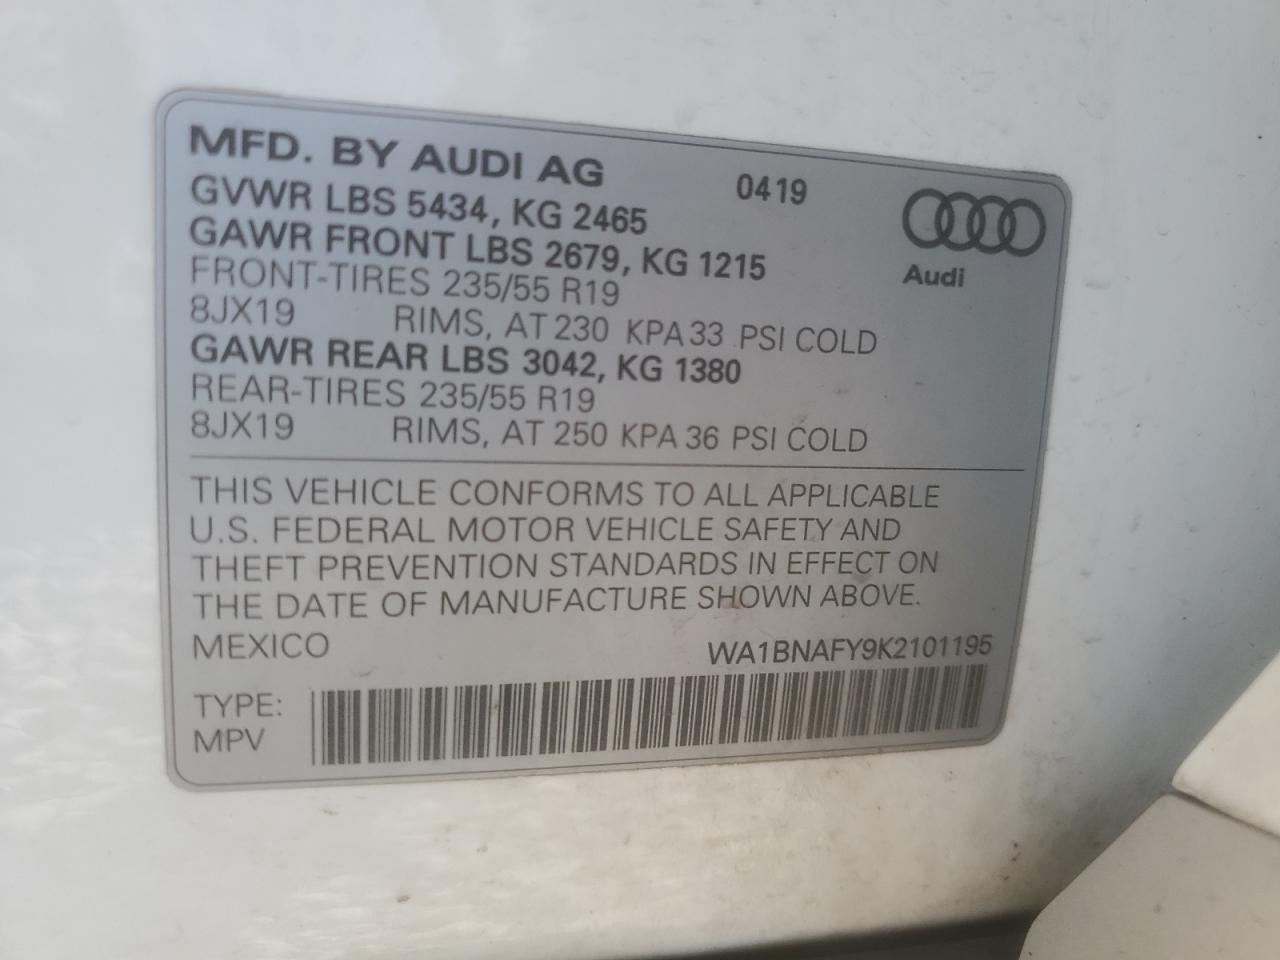 MFD. BY AUDI AG 0419
GVWR LBS 5434, KG 2465
GAWR FRONT LBS 2679, KG 1215
FRONT-TIRES 235/55 R19
8JX19 RIMS, AT 230 KPA 33 PSI COLD
GAWR REAR LBS 3042, KG 1380
REAR-TIRES 235/55 R19
8JX19 RIMS, AT 250 KPA 36 PSI COLD
Audi
THIS VEHICLE CONFORMS TO ALL APPLICABLE
U.S. FEDERAL MOTOR VEHICLE SAFETY AND
THEFT PREVENTION STANDARDS IN EFFECT ON
THE DATE OF MANUFACTURE SHOWN ABOVE.
MEXICO WA1BNAFY9K2101195
TYPE:
MPV